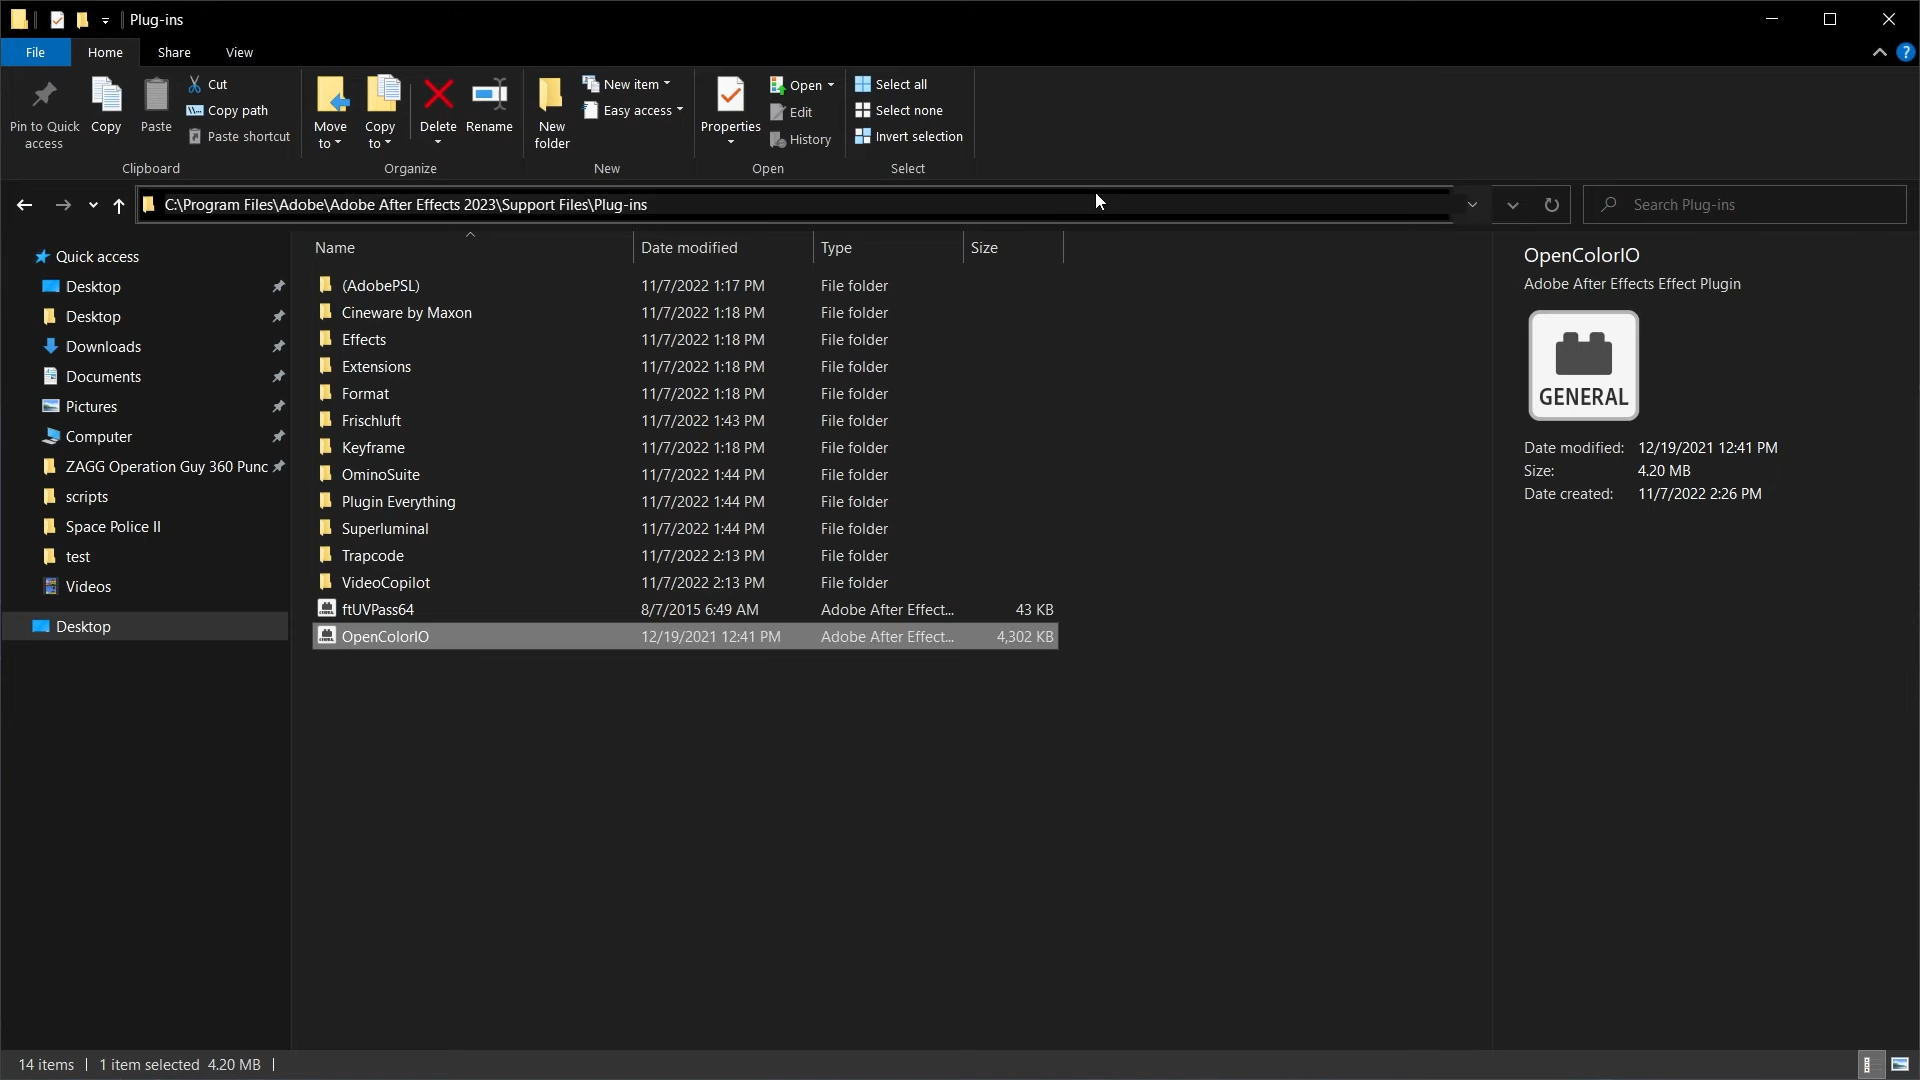 Plug-ins
File Home Share View
Pin to Quick access
Copy
Paste
Cut
Copy path
Paste shortcut
Clipboard
Move to
Copy to
Delete
Rename
Organize
New folder
New item
Easy access
New
Properties
Open
Edit
History
Open
Select all
Select none
Invert selection
Select
C:\Program Files\Adobe\Adobe After Effects 2023\Support Files\Plug-ins
Search Plug-ins
Quick access
Desktop
Desktop
Downloads
Documents
Pictures
Computer
ZAGG Operation Guy 360 Punc
scripts
Space Police II
test
Videos
Desktop
Name Date modified Type Size
(AdobePSL) 11/7/2022 1:17 PM File folder
Cineware by Maxon 11/7/2022 1:18 PM File folder
Effects 11/7/2022 1:18 PM File folder
Extensions 11/7/2022 1:18 PM File folder
Format 11/7/2022 1:18 PM File folder
Frischluft 11/7/2022 1:43 PM File folder
Keyframe 11/7/2022 1:18 PM File folder
OminoSuite 11/7/2022 1:44 PM File folder
Plugin Everything 11/7/2022 1:44 PM File folder
Superluminal 11/7/2022 1:44 PM File folder
Trapcode 11/7/2022 2:13 PM File folder
VideoCopilot 11/7/2022 2:13 PM File folder
ftUVPass64 8/7/2015 6:49 AM Adobe After Effect... 43 KB
OpenColorIO 12/19/2021 12:41 PM Adobe After Effect... 4,302 KB
OpenColorIO
Adobe After Effects Effect Plugin
GENERAL
Date modified: 12/19/2021 12:41 PM
Size: 4.20 MB
Date created: 11/7/2022 2:26 PM
14 items 1 item selected 4.20 MB